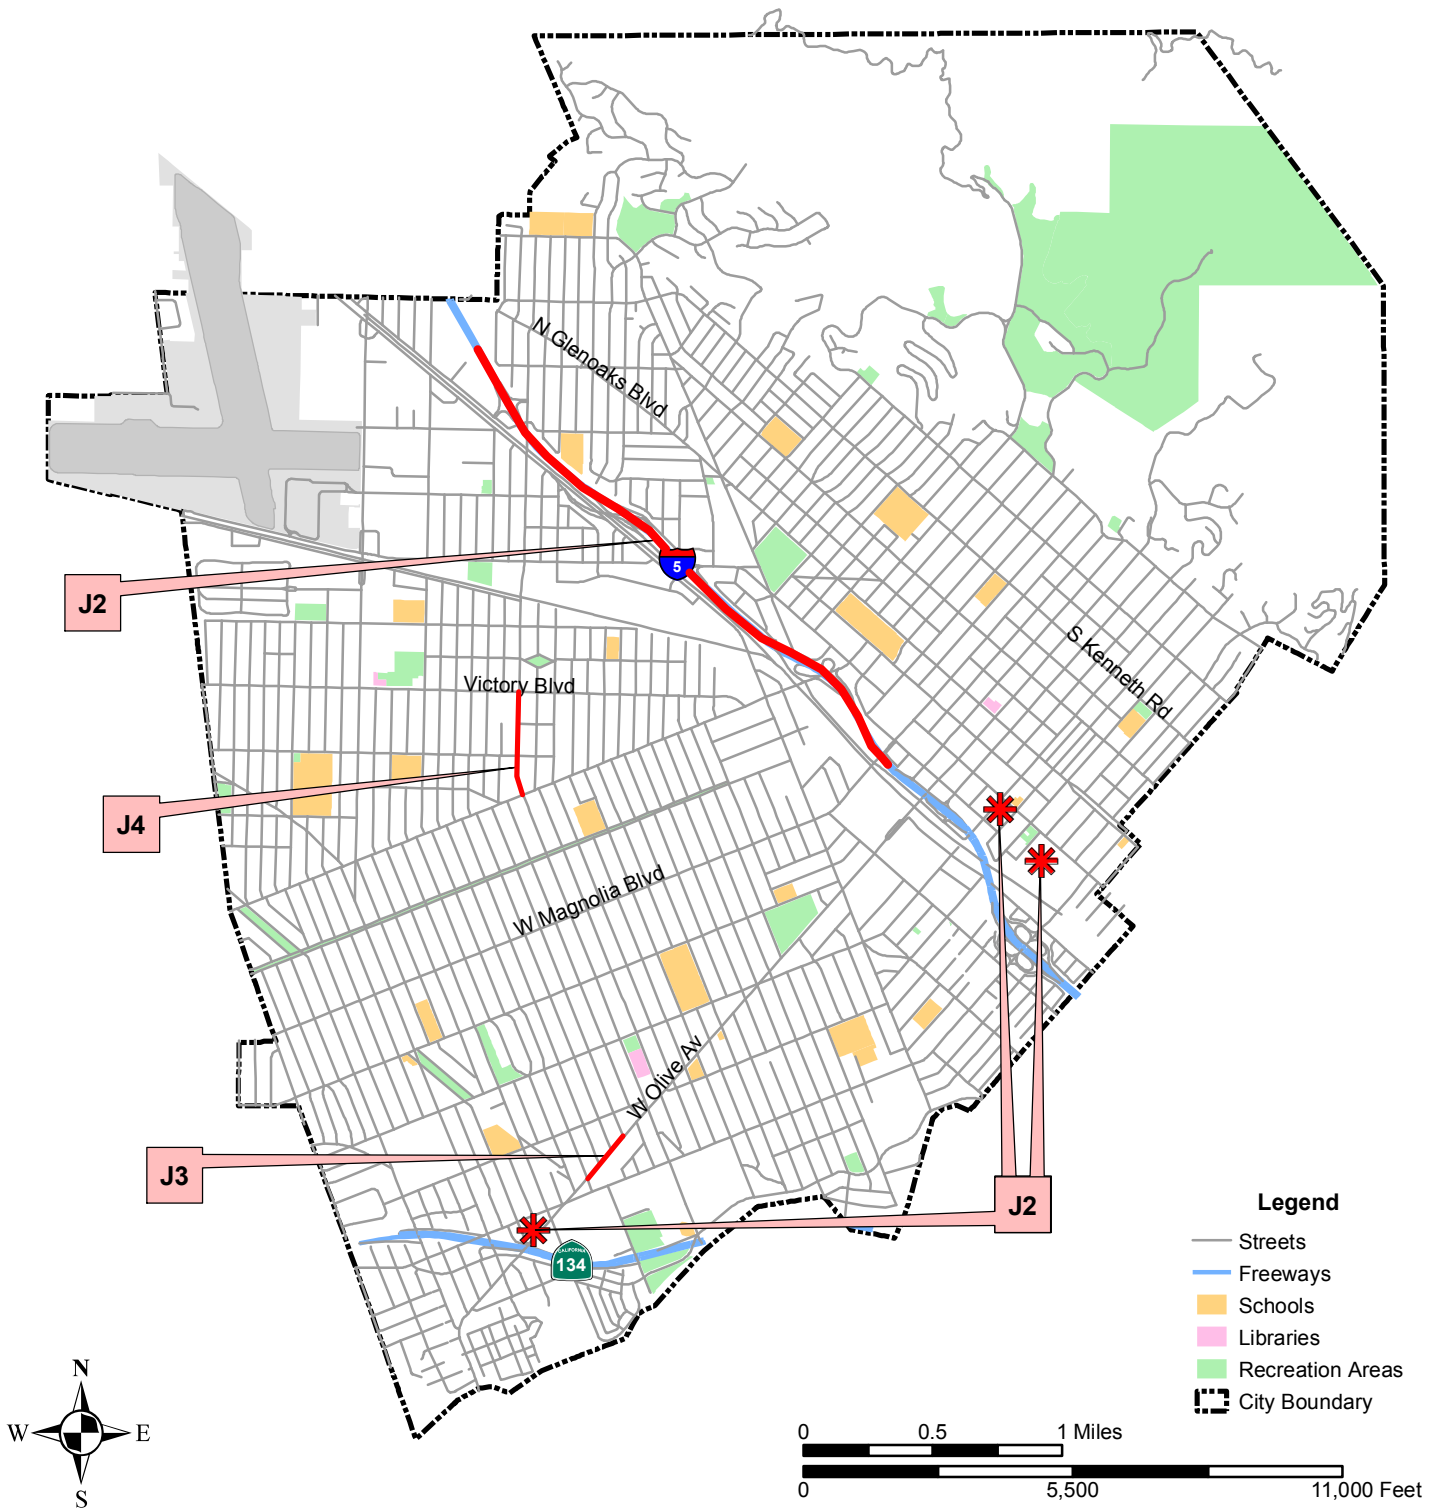 N Glenoaks Blvd
5
J2
S Kenneth Rd
Victory Blvd
J4
W Magnolia Blvd
W Olive Av
J3
J2
CALIFORNIA
134
Legend
Streets
Freeways
Schools
Libraries
Recreation Areas
City Boundary
N
W E
S
0 0.5 1 Miles
0 5,500 11,000 Feet